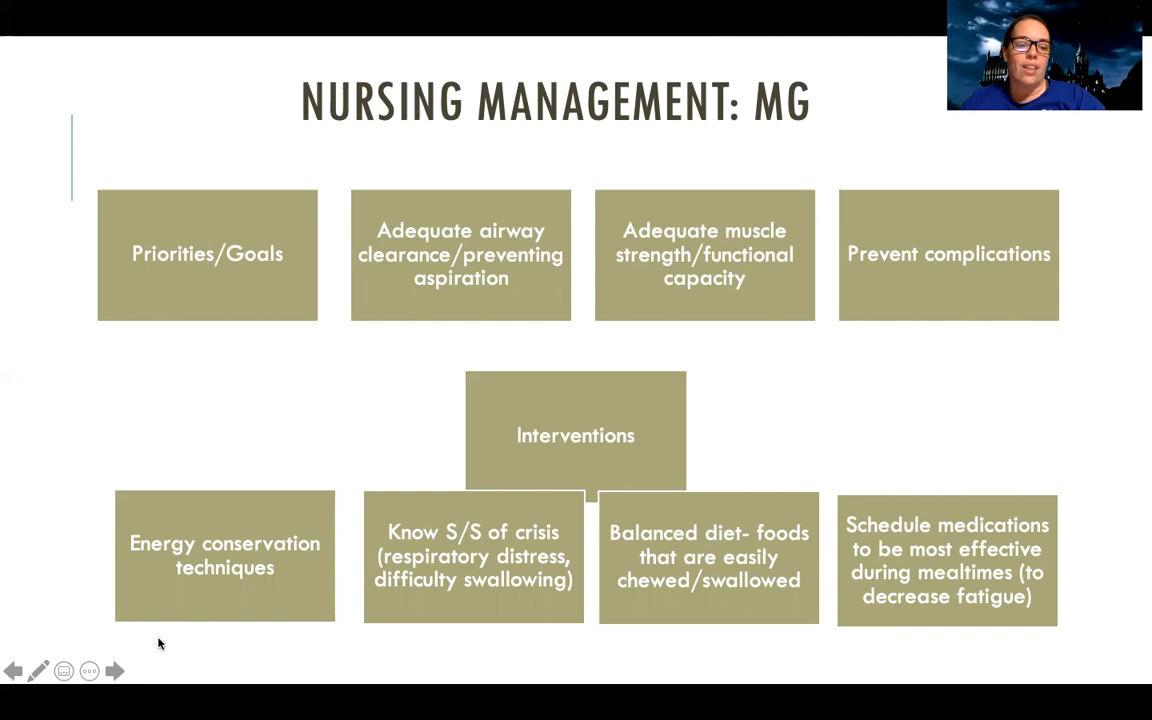 NURSING MANAGEMENT: MG
Priorities/Goals
Adequate airway
clearance/preventing
aspiration
Adequate muscle
strength/functional
capacity
Prevent complications
Interventions
Energy conservation
techniques
Know S/S of crisis
(respiratory distress,
difficulty swallowing)
Balanced diet- foods
that are easily
chewed/swallowed
Schedule medications
to be most effective
during mealtimes (to
decrease fatigue)